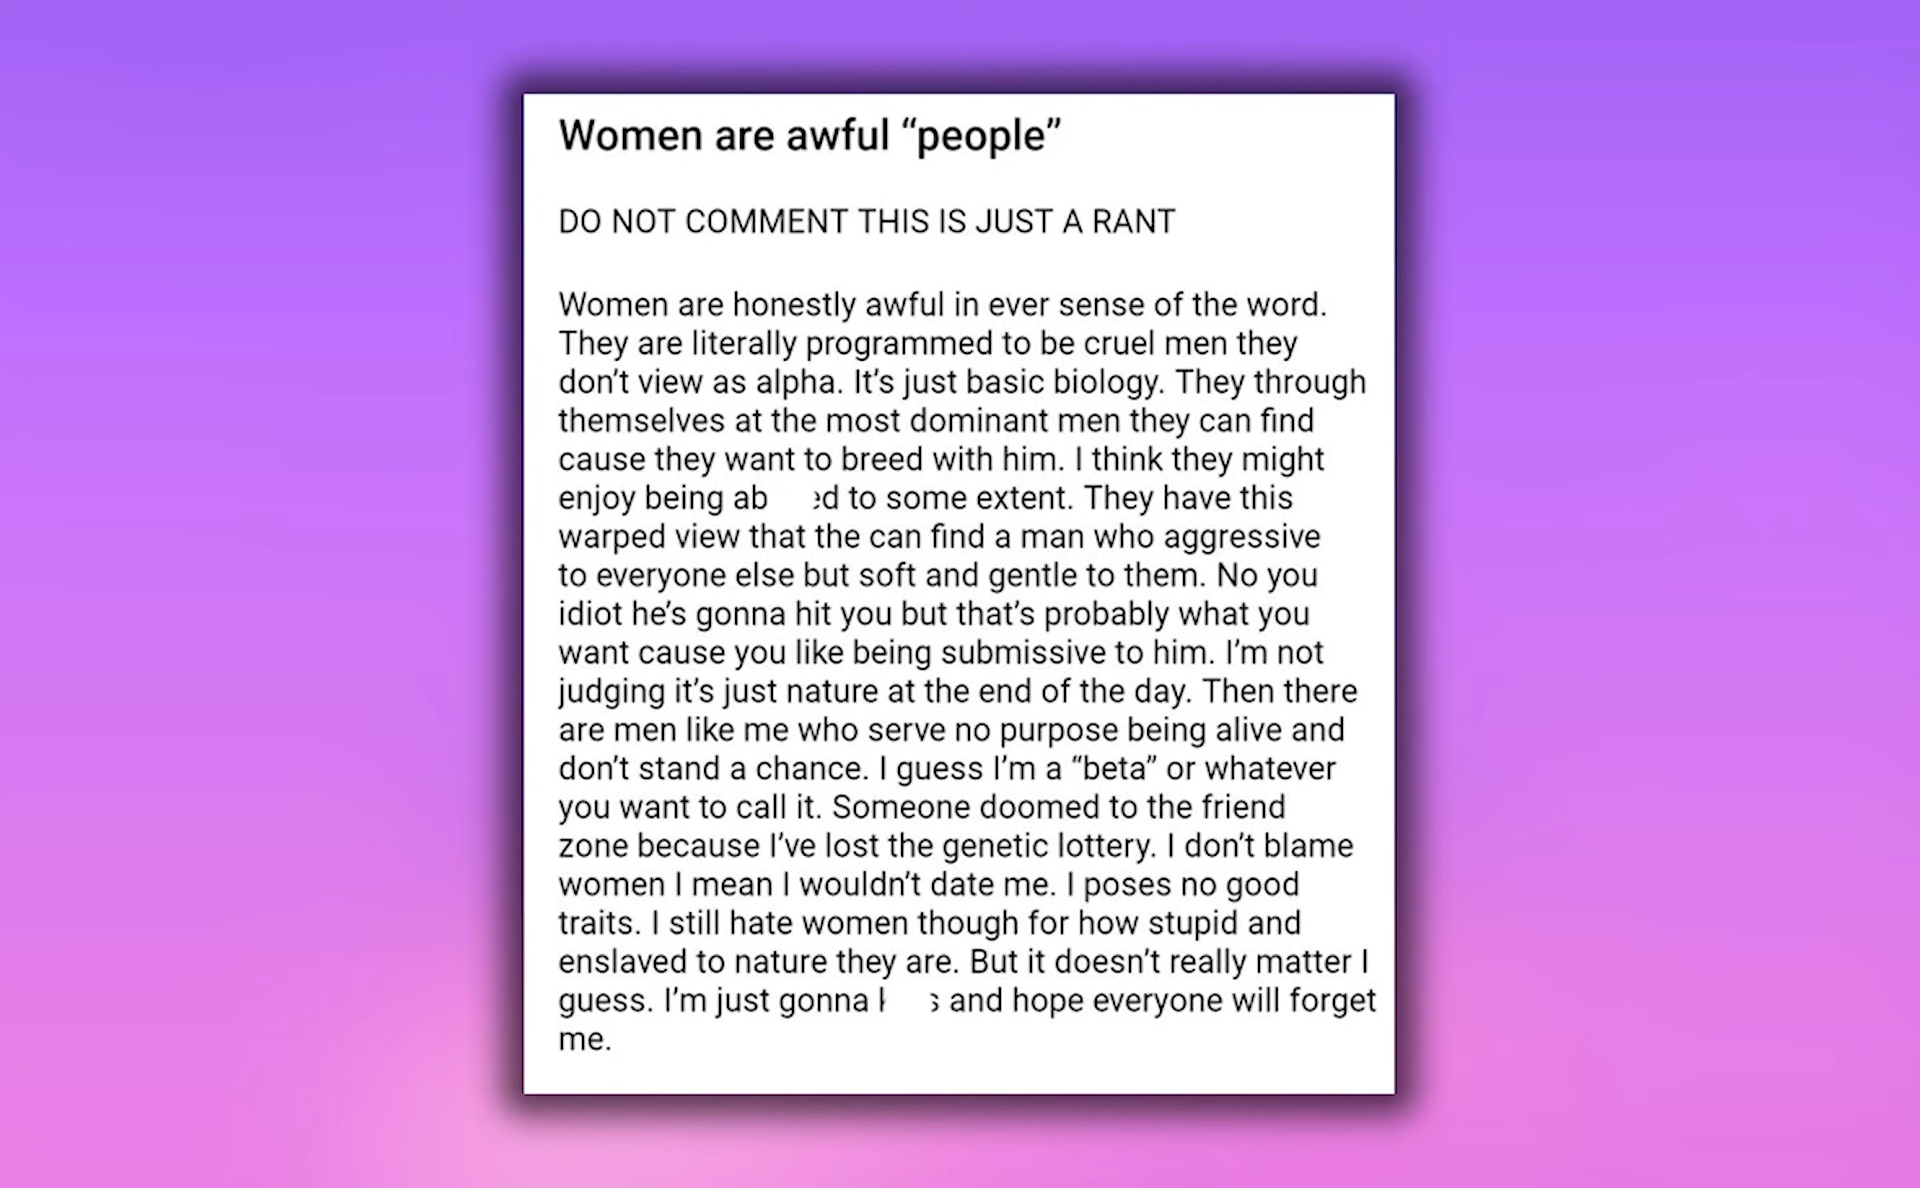 Women are awful “people”
DO NOT COMMENT THIS IS JUST A RANT
Women are honestly awful in ever sense of the word.
They are literally programmed to be cruel men they
don’t view as alpha. It’s just basic biology. They through
themselves at the most dominant men they can find
cause they want to breed with him. I think they might
enjoy being to some extent. They have this
warped view that the can find a man who aggressive
to everyone else but soft and gentle to them. No you
idiot he’s gonna hit you but that’s probably what you
want cause you like being submissive to him. I’m not
judging it’s just nature at the end of the day. Then there
are men like me who serve no purpose being alive and
don’t stand a chance. I guess I’m a “beta” or whatever
you want to call it. Someone doomed to the friend
zone because I’ve lost the genetic lottery. I don’t blame
women I mean I wouldn’t date me. I poses no good
traits. I still hate women though for how stupid and
enslaved to nature they are. But it doesn’t really matter I
guess. I’m just gonna and hope everyone will forget
me.